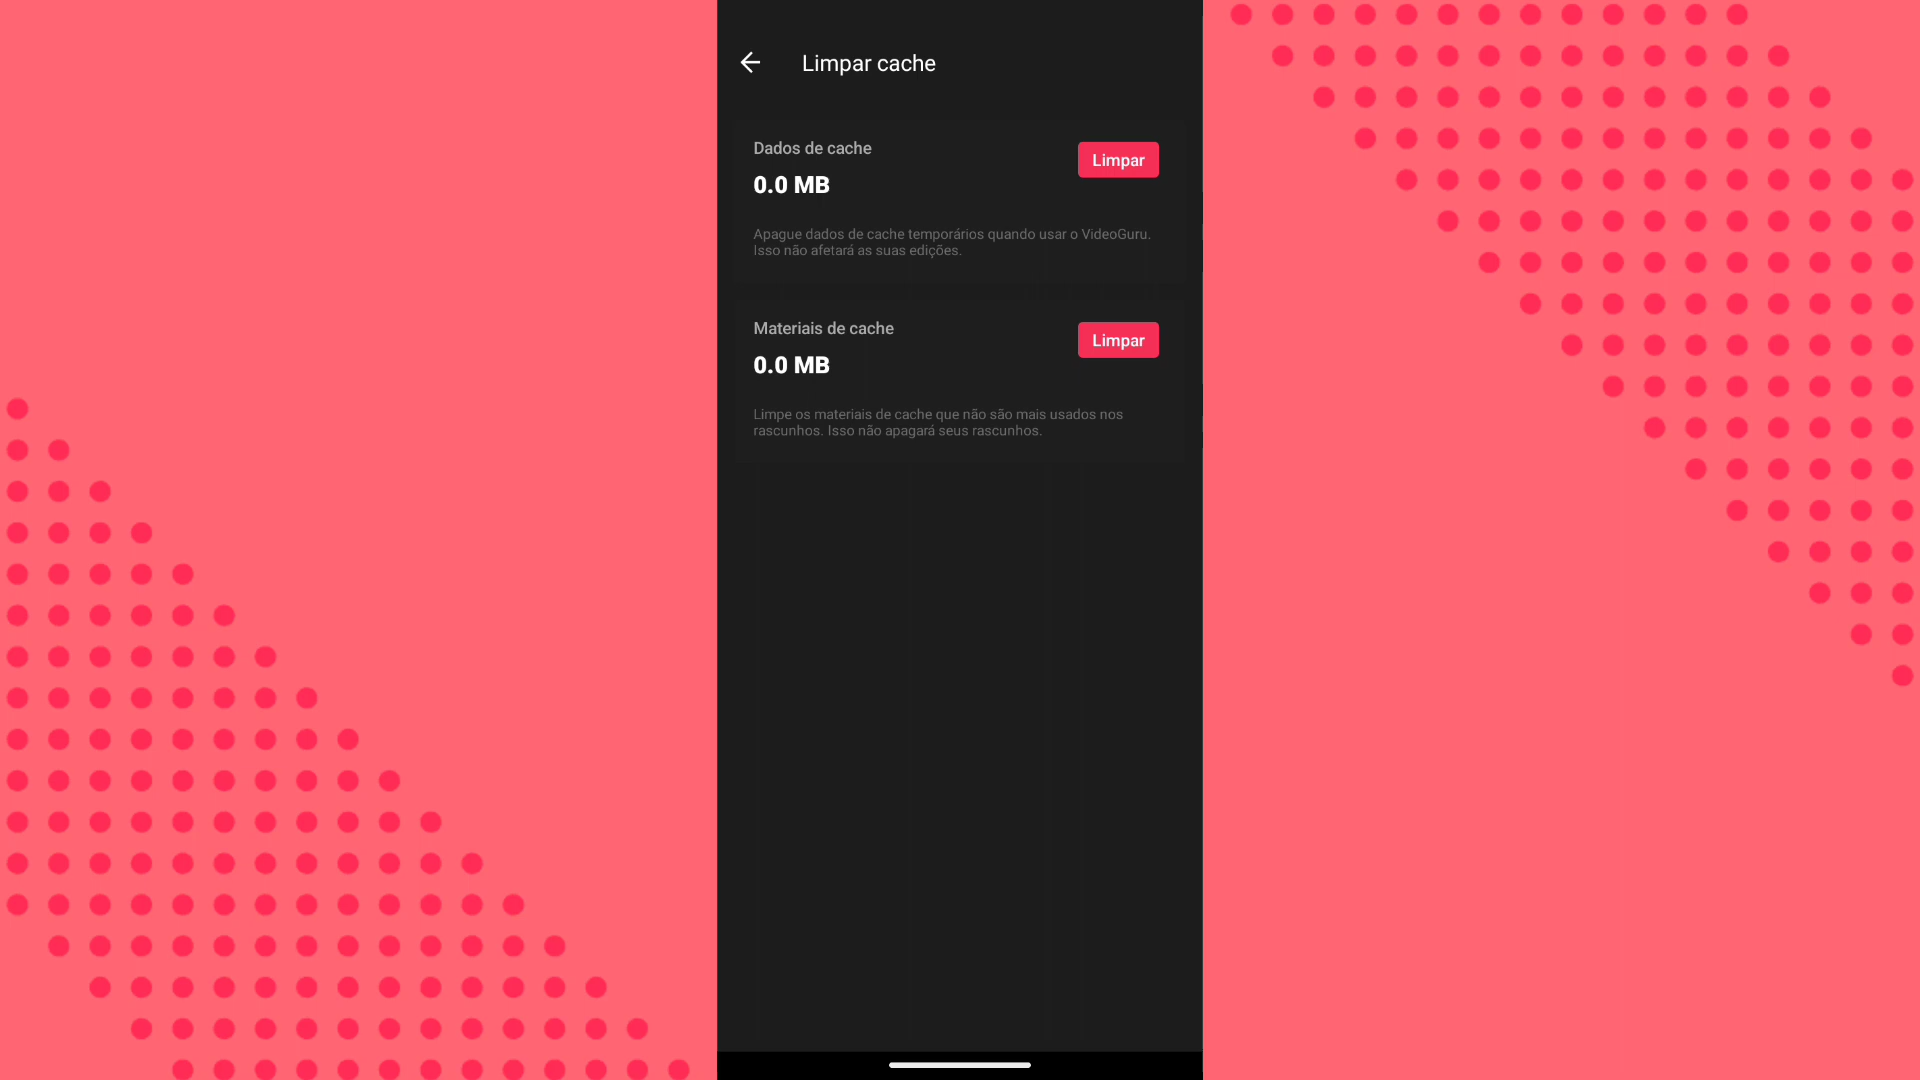 Limpar cache
Dados de cache
Limpar
0.0 MB
Apague dados de cache temporários quando usar o VideoGuru.
Isso não afetará as suas edições.
Materiais de cache
Limpar
0.0 MB
Limpe os materiais de cache que não são mais usados nos
rascunhos. Isso não apagará seus rascunhos.